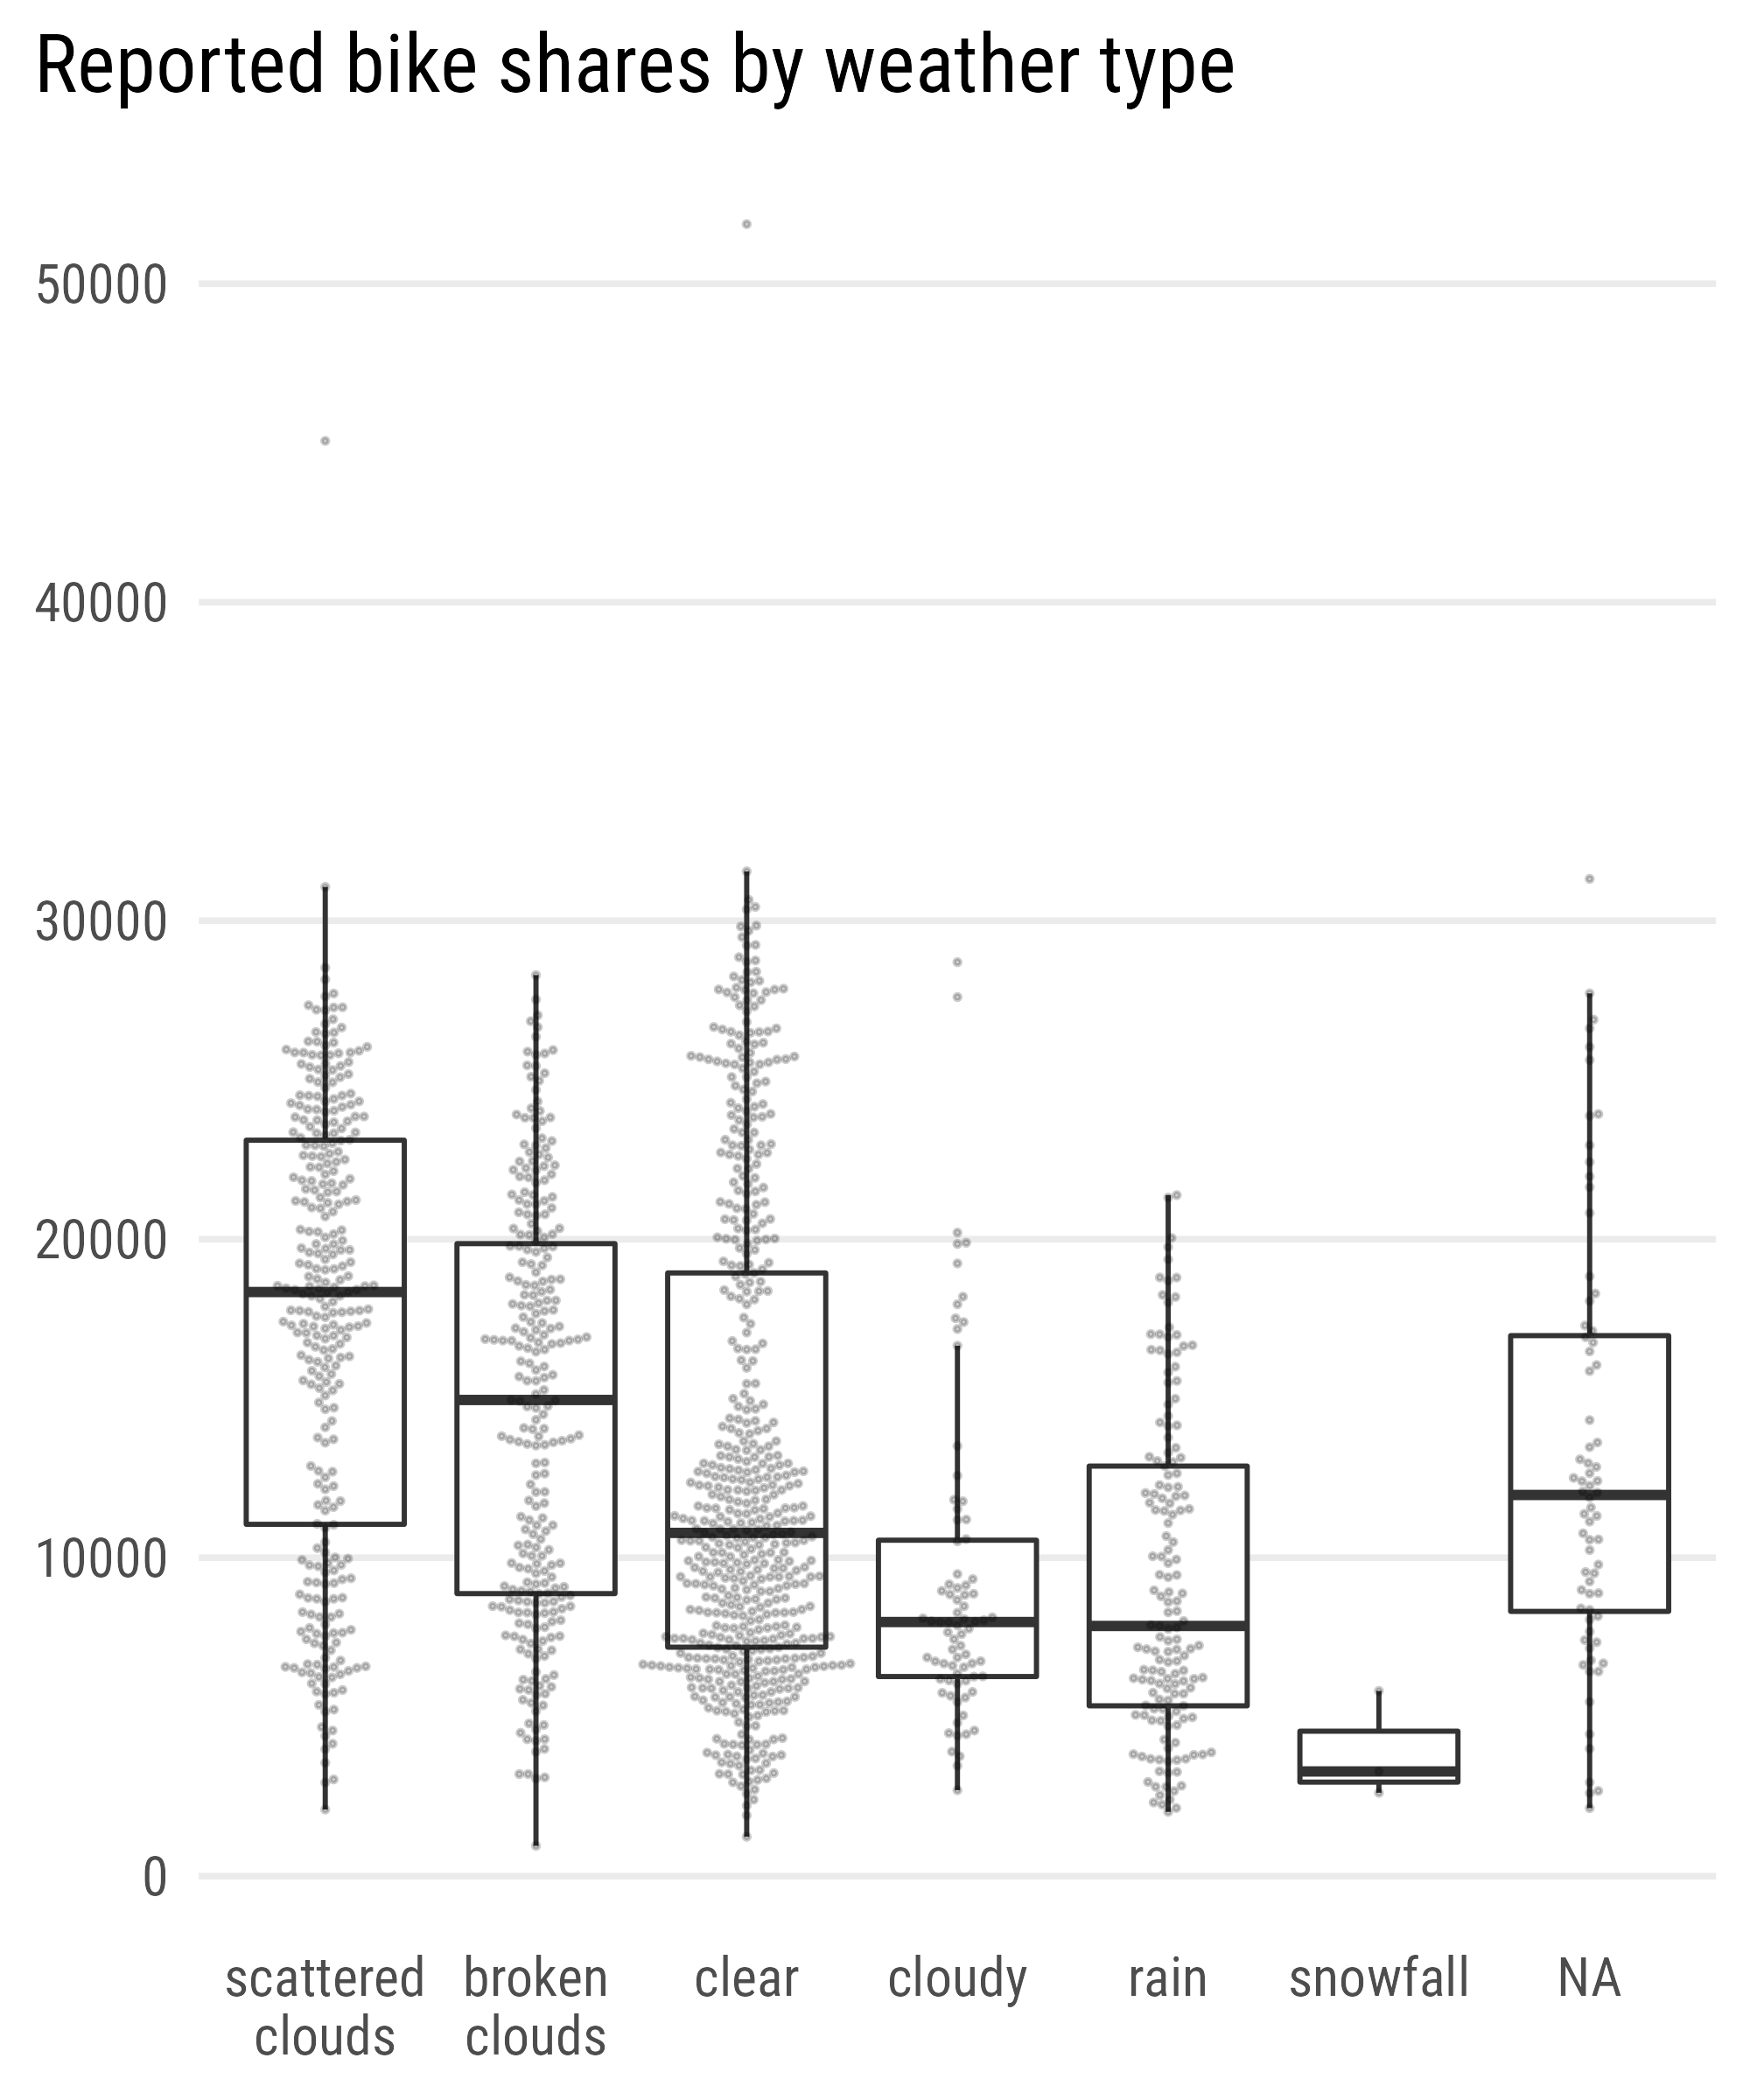 Reported bike shares by weather type
50000
40000
30000
20000
10000
0
scattered clouds
broken clouds
clear
cloudy
rain
snowfall
NA